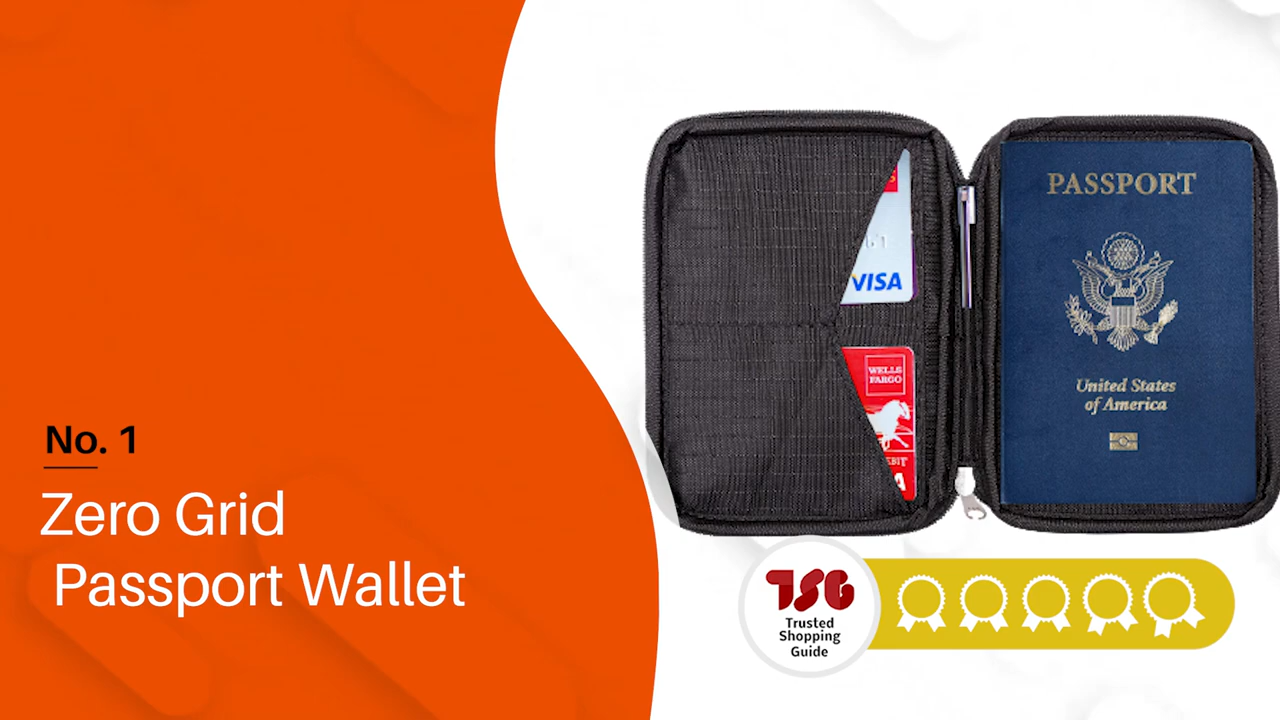 No. 1
Zero Grid
Passport Wallet
VISA
WELLS
FARGO
PASSPORT
United States
of America
TSG
Trusted
Shopping
Guide